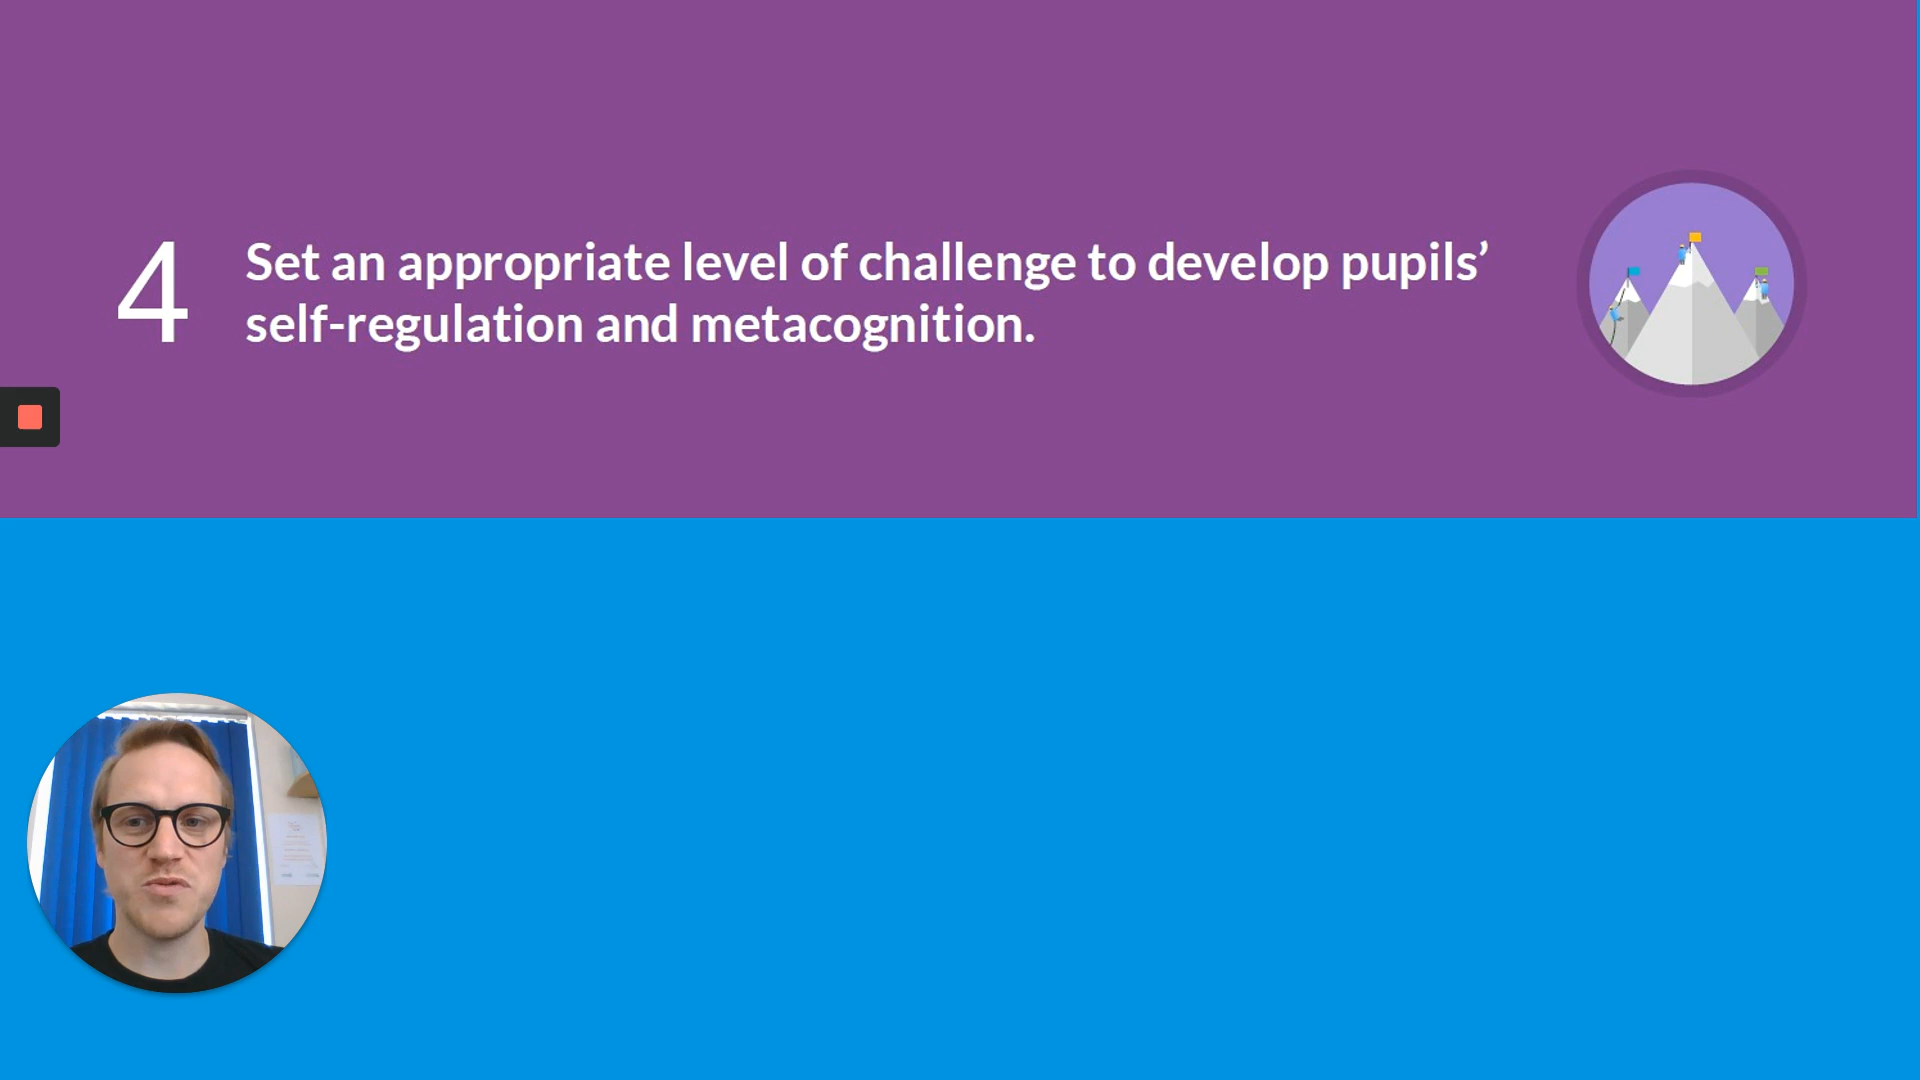 4
Set an appropriate level of challenge to develop pupils’
self-regulation and metacognition.